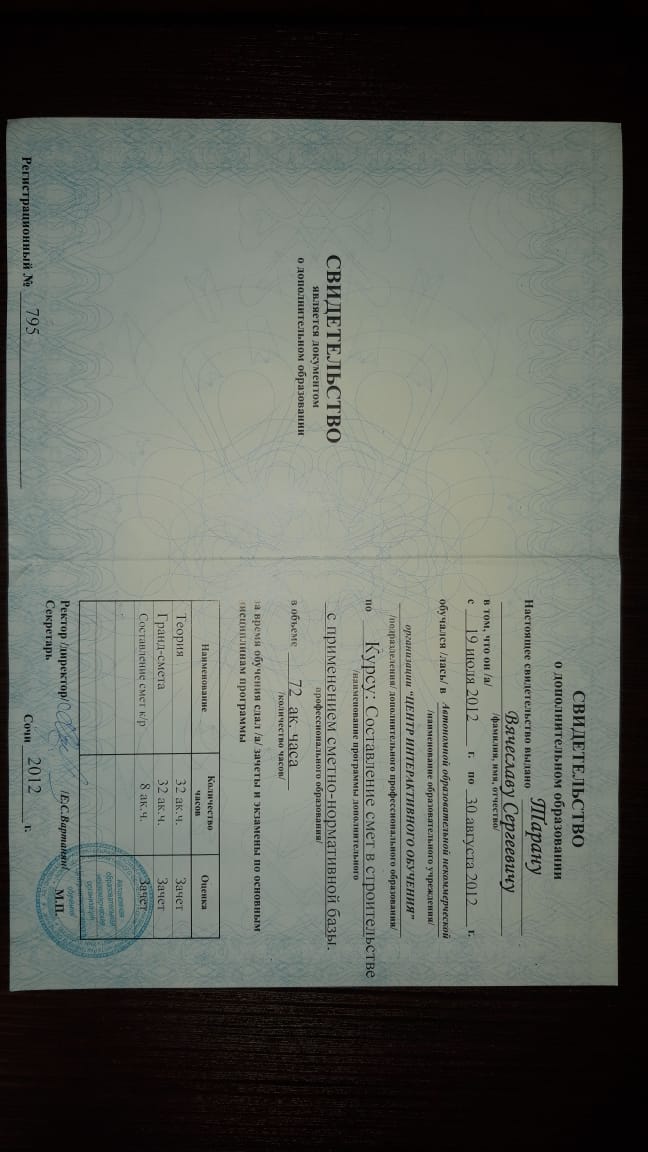 СВИДЕТЕЛЬСТВО
является документом
о дополнительном образовании
Регистрационный № 795
СВИДЕТЕЛЬСТВО
о дополнительном образовании
Настоящее свидетельство выдано Тарану
Вячеславу Сергеевичу
/фамилия, имя, отчество/
в том, что он /а/
с 19 июля 2012 г. по 30 августа 2012 г.
обучался /лась/ в Автономной образовательной некоммерческой
/наименование образовательного учреждения/
организации "ЦЕНТР ИНТЕРАКТИВНОГО ОБУЧЕНИЯ"
/подразделения/ дополнительного профессионального образования/
по Курсу: Составление смет в строительстве
/наименование программы дополнительного
с применением сметно-нормативной базы.
профессионального образования/
в объеме 72 ак. часа
/количество часов/
за время обучения сдал /а/ зачеты и экзамены по основным
дисциплинам программы
Наименование Количество часов Оценка
Теория 32 ак.ч. Зачет
Гранд-смета 32 ак.ч. Зачет
Составление смет к/р 8 ак.ч. Зачет
Ректор /директор/ /Е.С.Вартанян/
Секретарь М.П.
Сочи 2012 г.
Автономная
образовательная
некоммерческая
организация